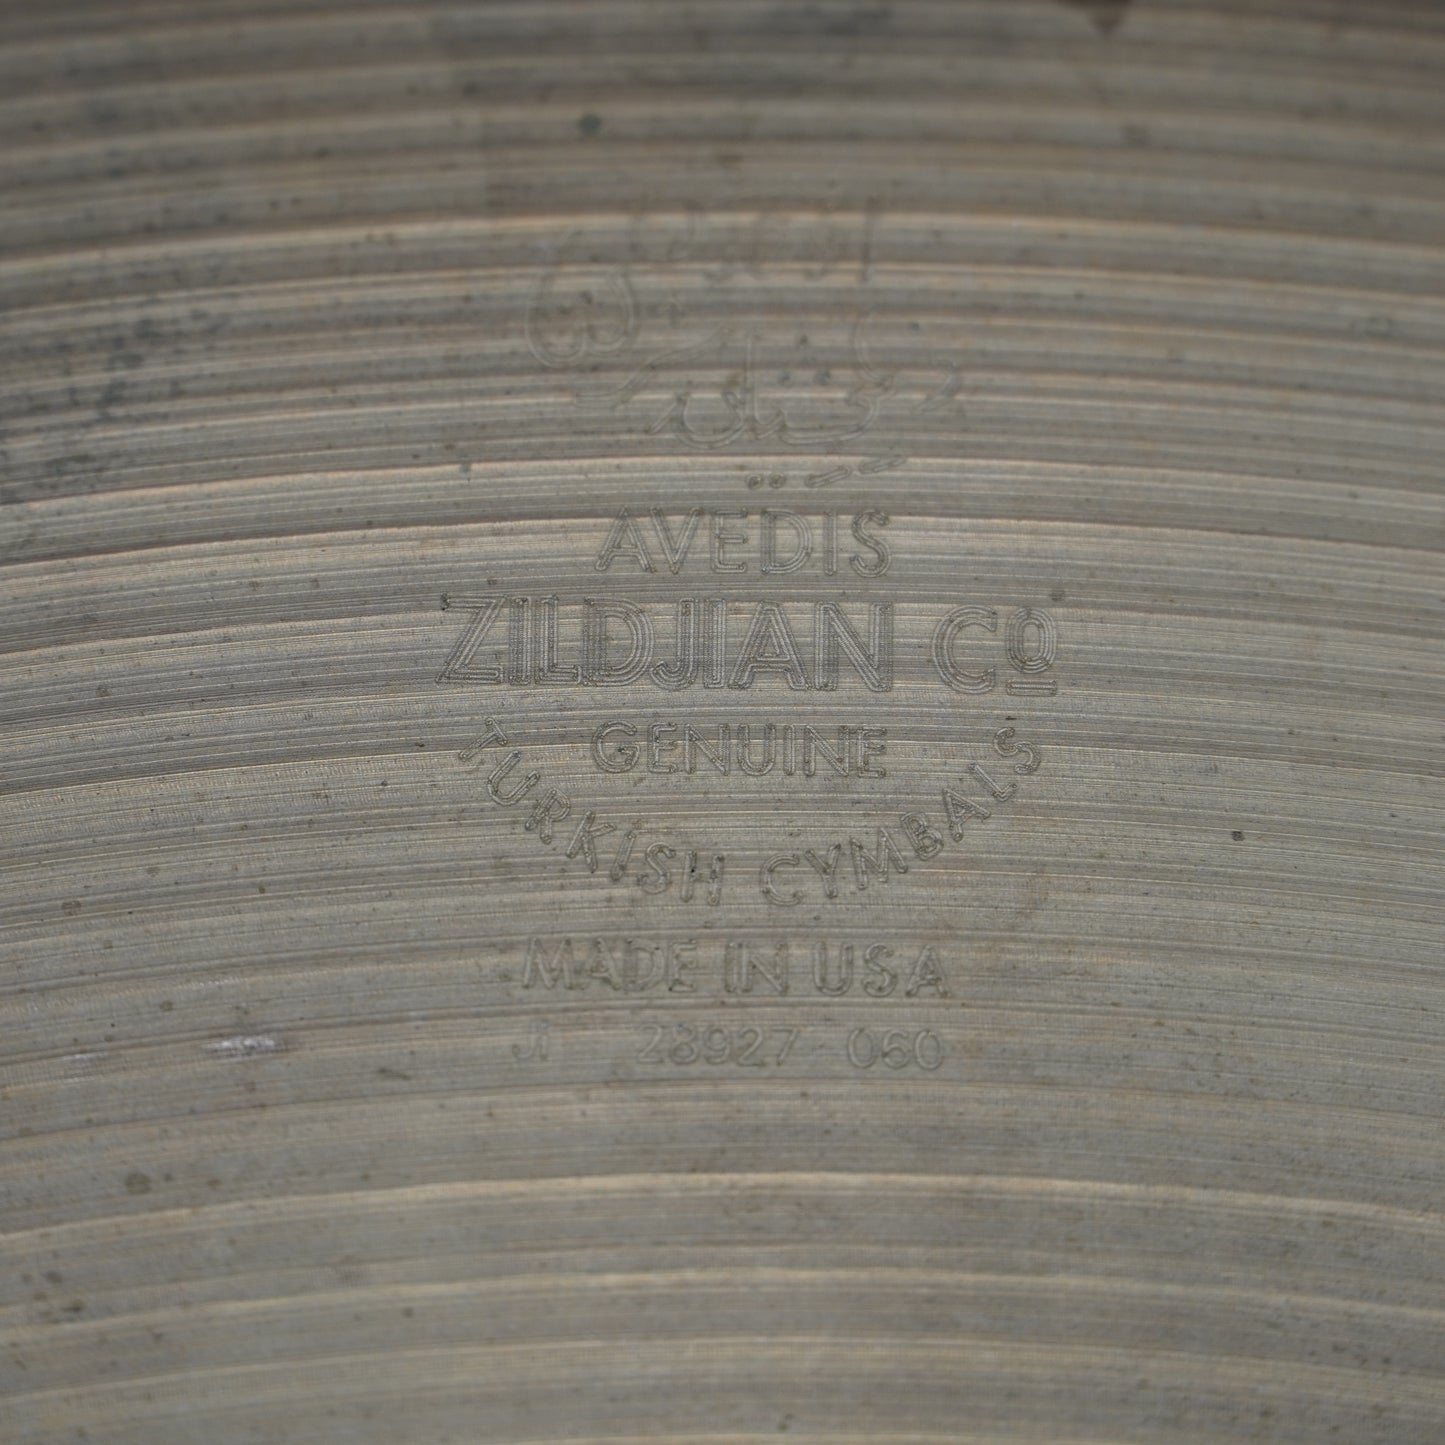 AVEDIS
ZILDJIAN Cº
GENUINE
TURKISH CYMBALS
MADE IN USA
28927 060